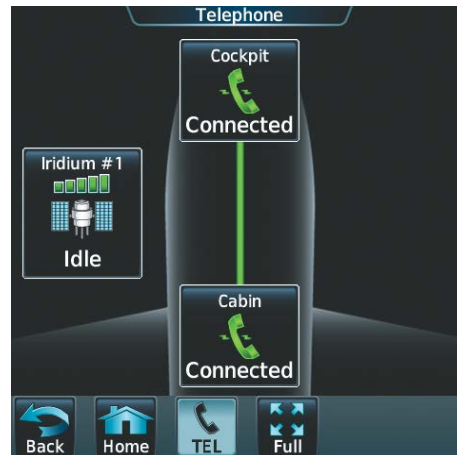 Telephone
Cockpit
Connected
Iridium #1
Idle
Cabin
Connected
Back
Home
TEL
Full